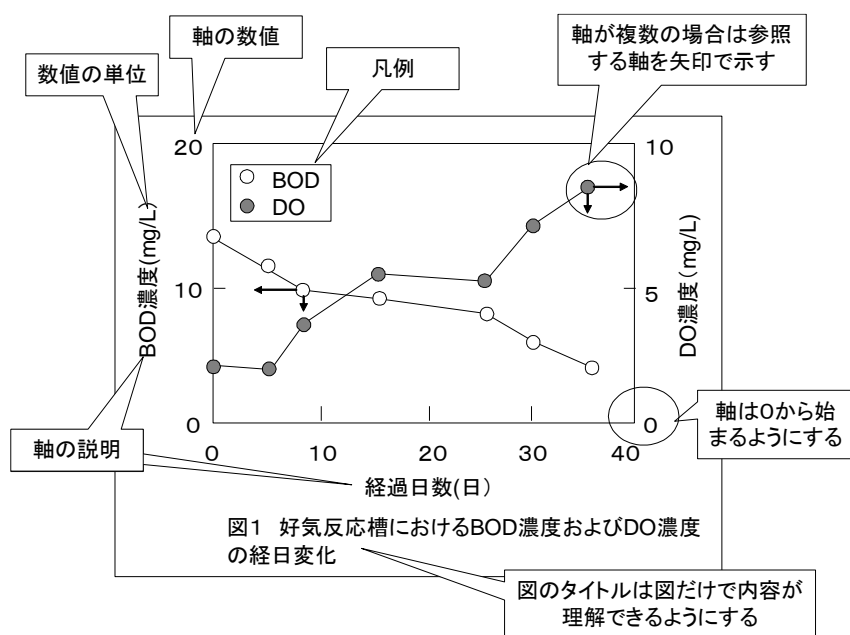 軸の数値
軸が複数の場合は参照
する軸を矢印で示す
数値の単位
凡例
20
10
BOD
DO
BOD濃度(mg/L)
DO濃度(mg/L)
10
5
0
0
軸は0から始
まるようにする
0
10
20
30
40
軸の説明
経過日数(日)
図1 好気反応槽におけるBOD濃度およびDO濃度
の経日変化
図のタイトルは図だけで内容が
理解できるようにする